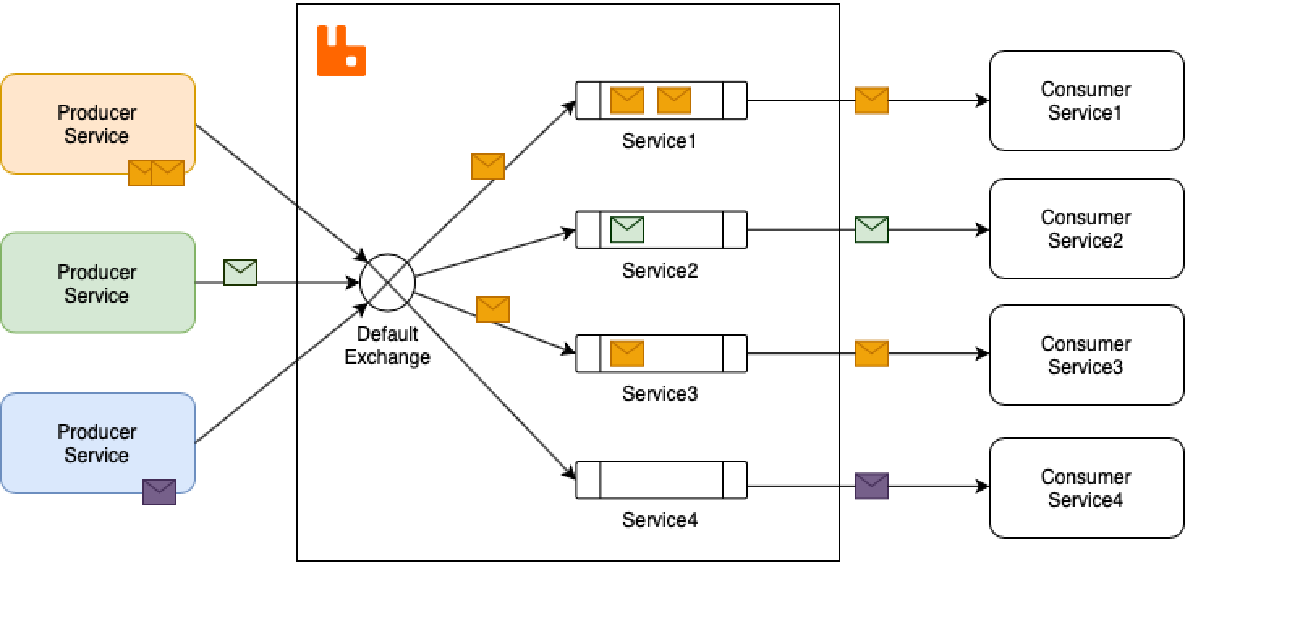 Producer
Service
Producer
Service
Producer
Service
Default
Exchange
Service1
Service2
Service3
Service4
Consumer
Service1
Consumer
Service2
Consumer
Service3
Consumer
Service4